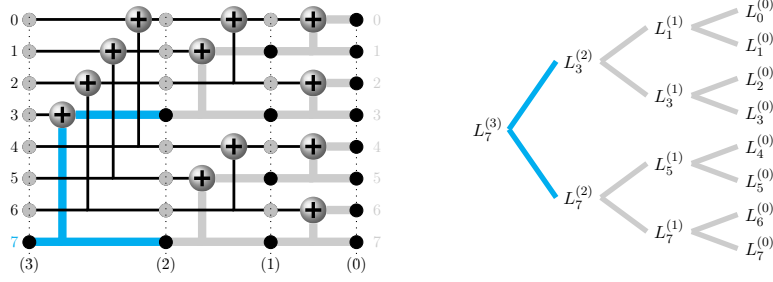 0 0
1 1
2 2
3 3
4 4
5 5
6 6
7 7
(3) (2) (1) (0)
L_7^{(3)}
L_3^{(2)}
L_7^{(2)}
L_1^{(1)}
L_3^{(1)}
L_5^{(1)}
L_7^{(1)}
L_0^{(0)}
L_1^{(0)}
L_2^{(0)}
L_3^{(0)}
L_4^{(0)}
L_5^{(0)}
L_6^{(0)}
L_7^{(0)}